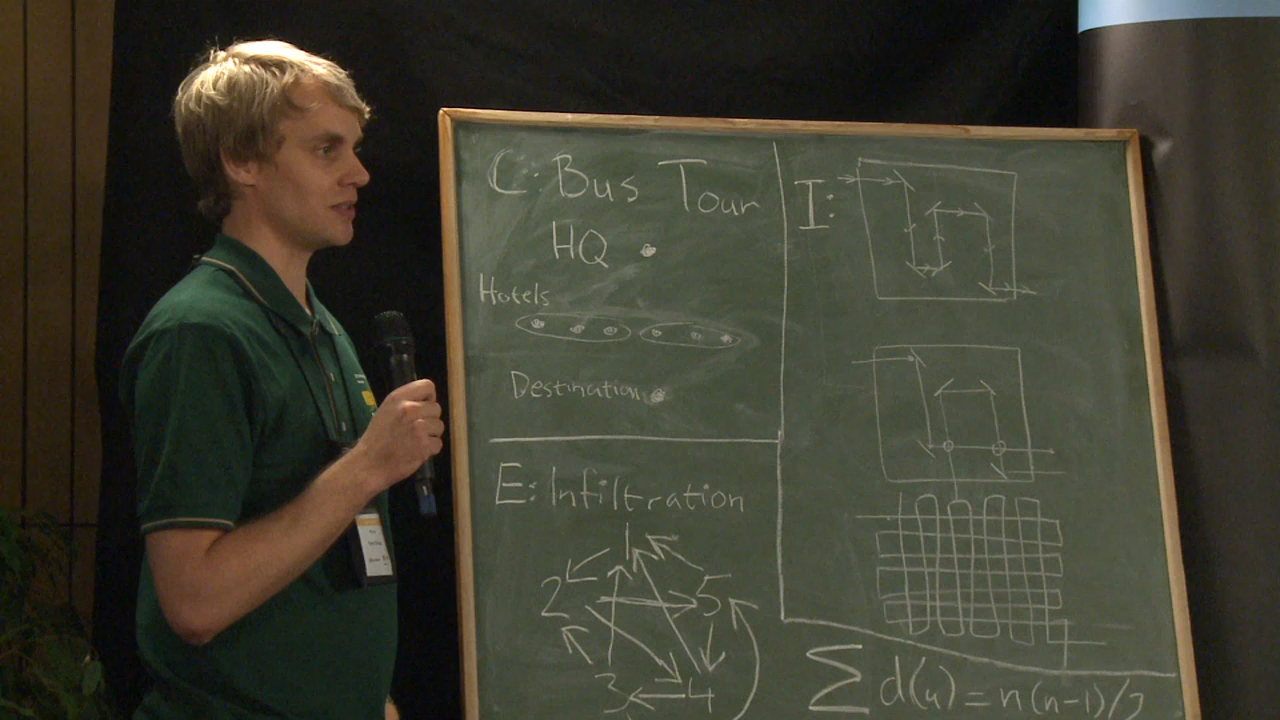 C: Bus Tour
HQ
Hotels
Destination
E: Infiltration
1
2 5
3 4
I:
∑ d(u) = n(n-1)/2